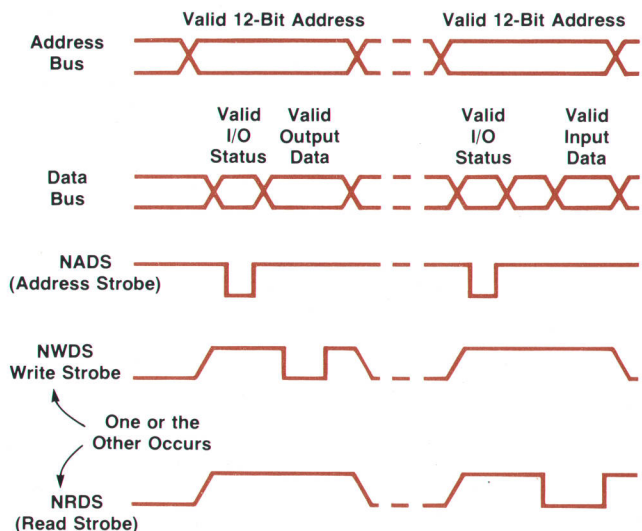 Valid 12-Bit Address
Valid 12-Bit Address
Address
Bus
Valid
I/O
Status
Valid
Output
Data
Valid
I/O
Status
Valid
Input
Data
Data
Bus
NADS
(Address Strobe)
NWDS
Write Strobe
One or the
Other Occurs
NRDS
(Read Strobe)